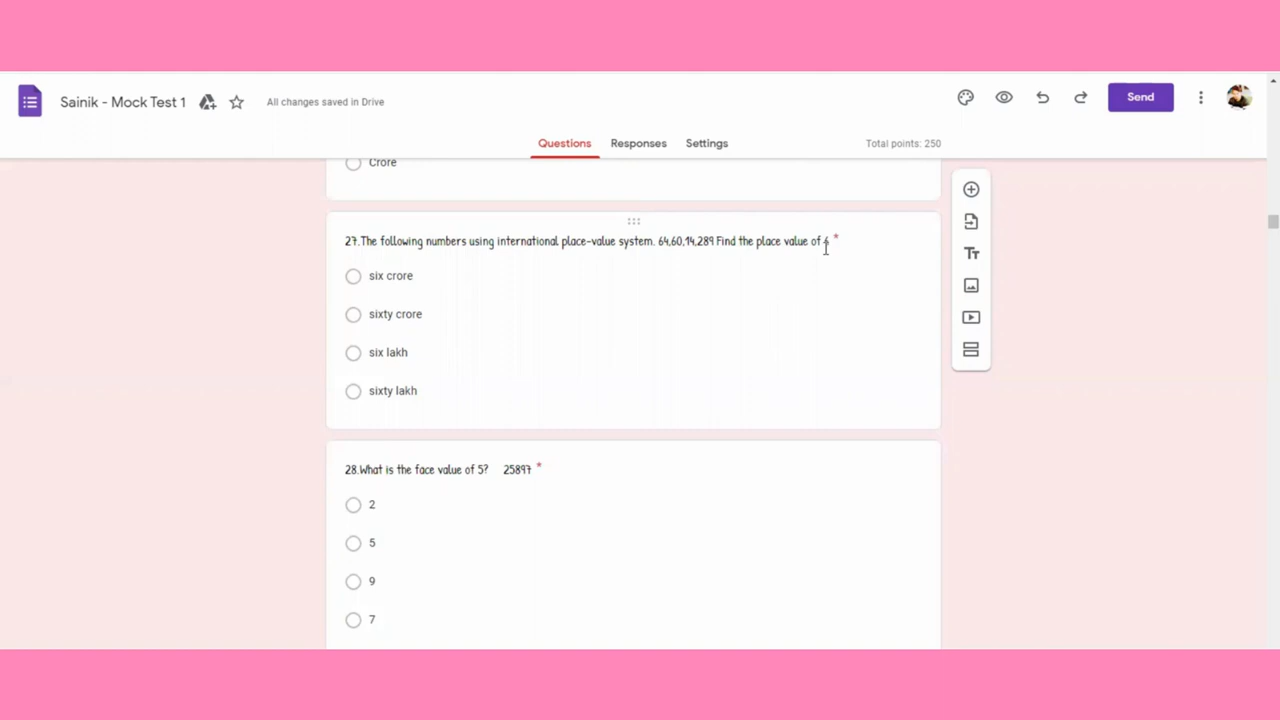 Sainik - Mock Test 1
All changes saved in Drive
Send
Questions
Responses
Settings
Total points: 250
Crore
27.The following numbers using international place-value system. 64,60,14,289 Find the place value of 6 *
six crore
sixty crore
six lakh
sixty lakh
28.What is the face value of 5? 25897 *
2
5
9
7
Tт